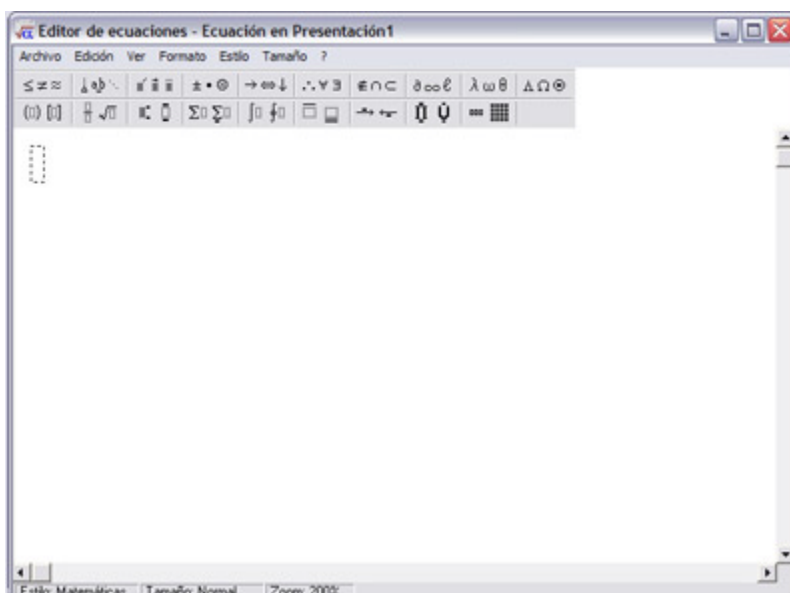 Editor de ecuaciones - Ecuación en Presentación1
Archivo Edición Ver Formato Estilo Tamaño ?
≤ ≠ ≈ ± • ⊗ → ⇔ ↓ ∴ ∀ ∃ ∉ ∩ ⊂ ∂ ∞ ℓ λ ω θ Δ Ω ⊛
Estilo: Matemáticas Tamaño: Normal Zoom: 200%